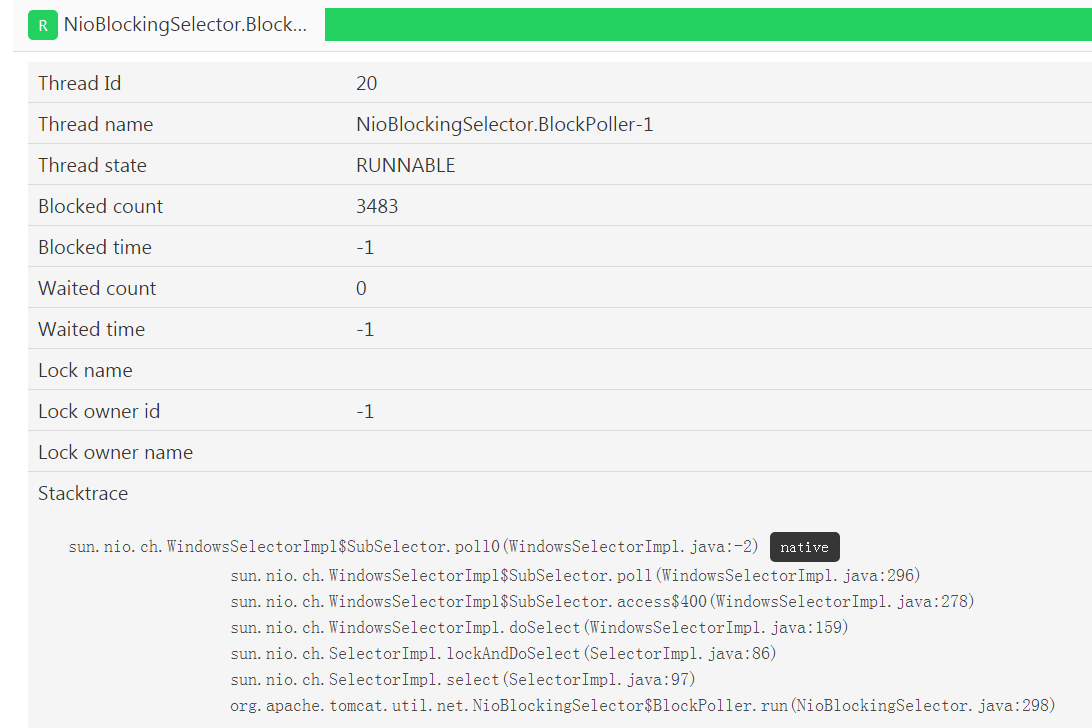 R NioBlockingSelector.Block...
Thread Id 20
Thread name NioBlockingSelector.BlockPoller-1
Thread state RUNNABLE
Blocked count 3483
Blocked time -1
Waited count 0
Waited time -1
Lock name
Lock owner id -1
Lock owner name
Stacktrace
sun.nio.ch.WindowsSelectorImpl$SubSelector.poll0(WindowsSelectorImpl.java:-2) native
sun.nio.ch.WindowsSelectorImpl$SubSelector.poll(WindowsSelectorImpl.java:296)
sun.nio.ch.WindowsSelectorImpl$SubSelector.access$400(WindowsSelectorImpl.java:278)
sun.nio.ch.WindowsSelectorImpl.doSelect(WindowsSelectorImpl.java:159)
sun.nio.ch.SelectorImpl.lockAndDoSelect(SelectorImpl.java:86)
sun.nio.ch.SelectorImpl.select(SelectorImpl.java:97)
org.apache.tomcat.util.net.NioBlockingSelector$BlockPoller.run(NioBlockingSelector.java:298)